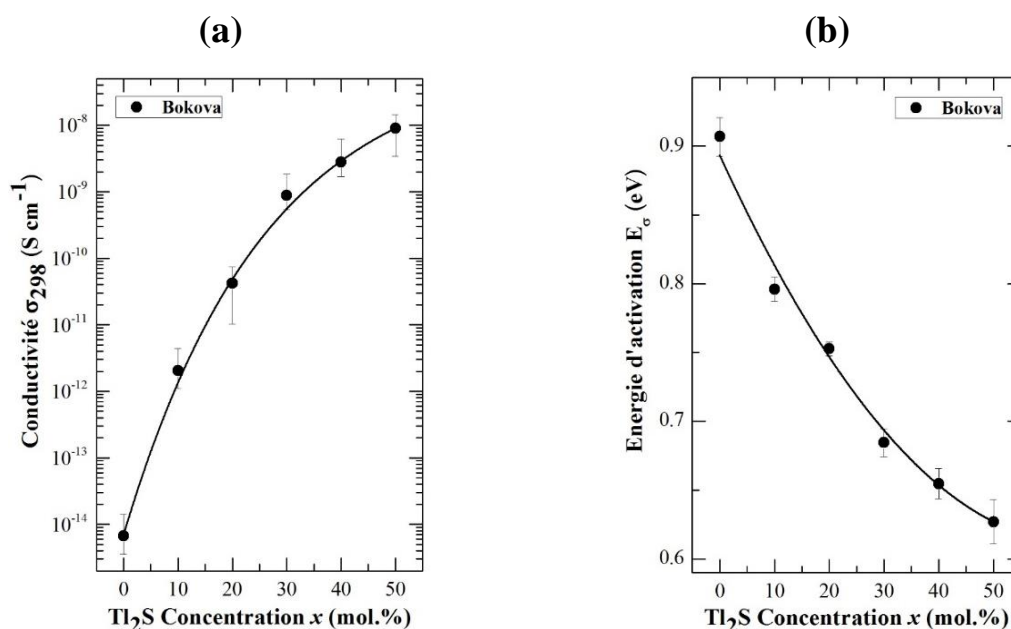 (a)
Bokova
Conductivité σ298 (S cm⁻¹)
10⁻⁸
10⁻⁹
10⁻¹⁰
10⁻¹¹
10⁻¹²
10⁻¹³
10⁻¹⁴
0 10 20 30 40 50
Tl₂S Concentration x (mol.%)
(b)
Bokova
Energie d'activation Eσ (eV)
0.9
0.8
0.7
0.6
0 10 20 30 40 50
Tl₂S Concentration x (mol.%)